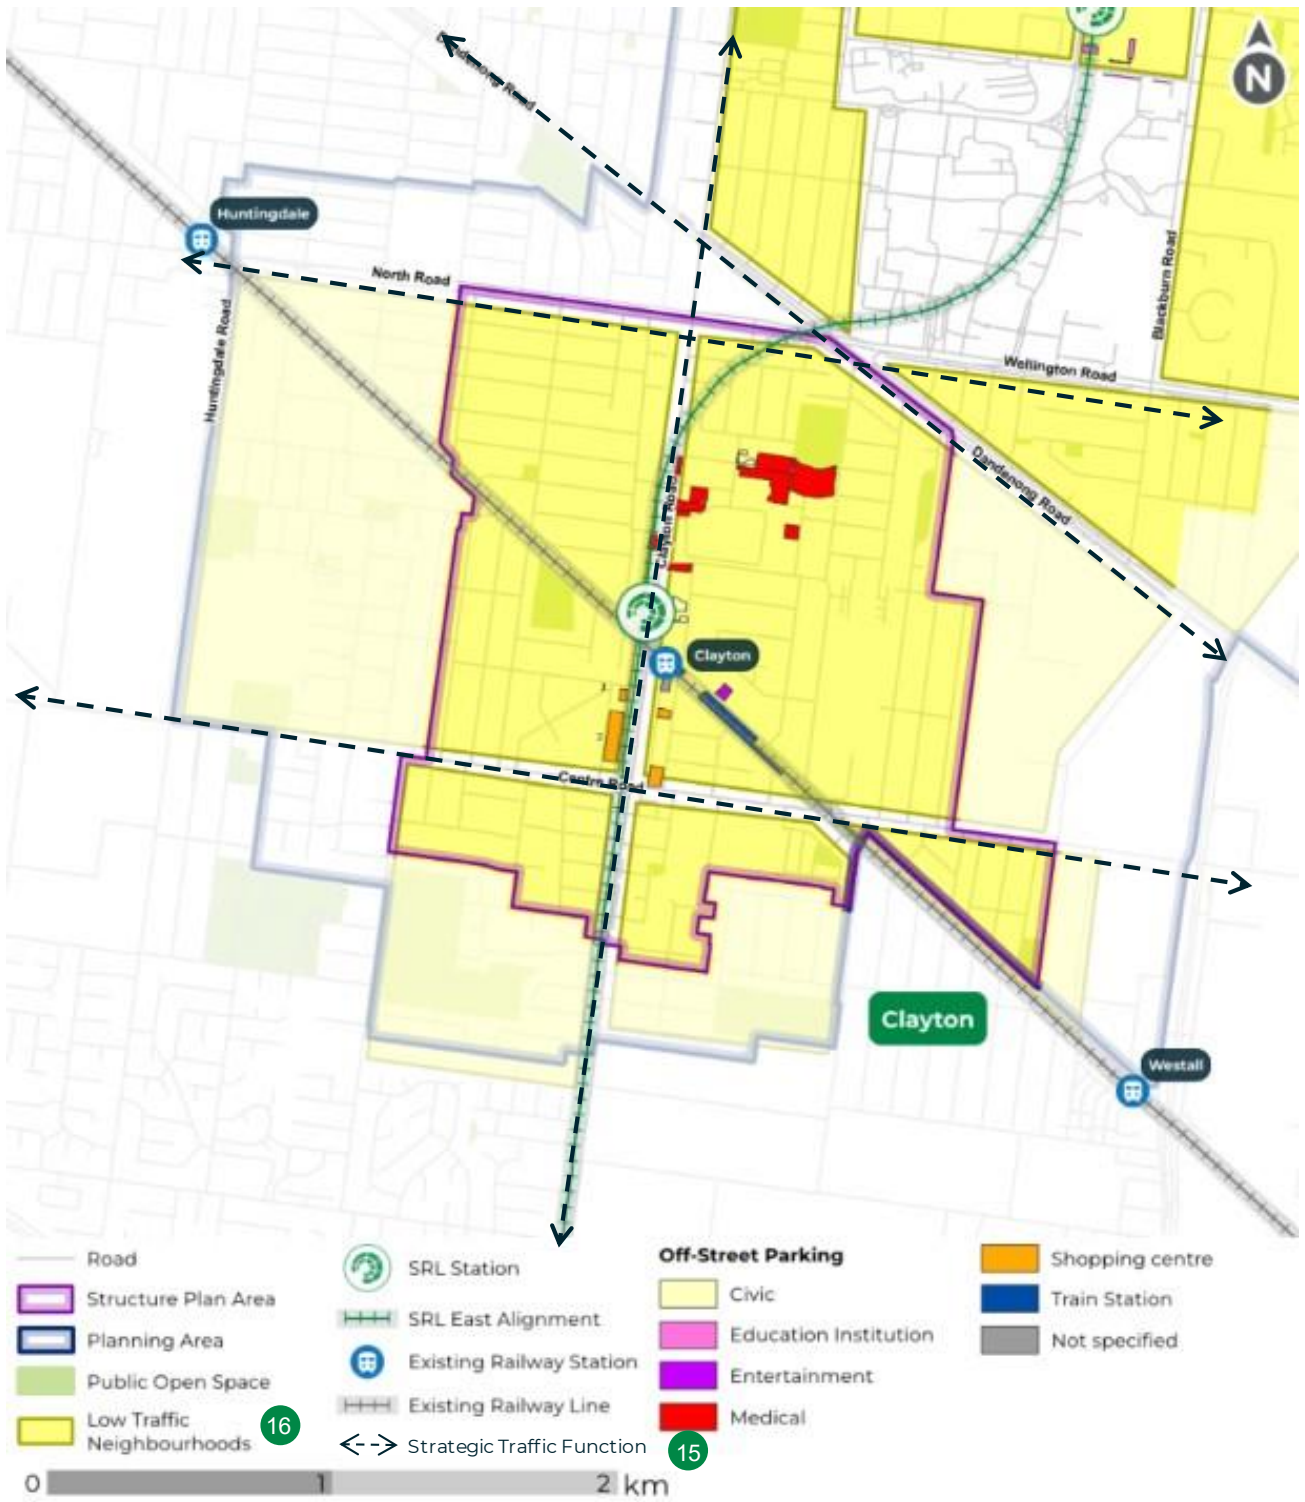 Dandenong Road
N
Huntingdale
North Road
Huntingdale Road
Blackburn Road
Wellington Road
Dandenong Road
Clayton Road
Clayton
Centre Road
Clayton
Westall
Road
Structure Plan Area
Planning Area
Public Open Space
Low Traffic
Neighbourhoods
16
SRL Station
SRL East Alignment
Existing Railway Station
Existing Railway Line
Strategic Traffic Function
15
Off-Street Parking
Civic
Education Institution
Entertainment
Medical
Shopping centre
Train Station
Not specified
0 1 2 km